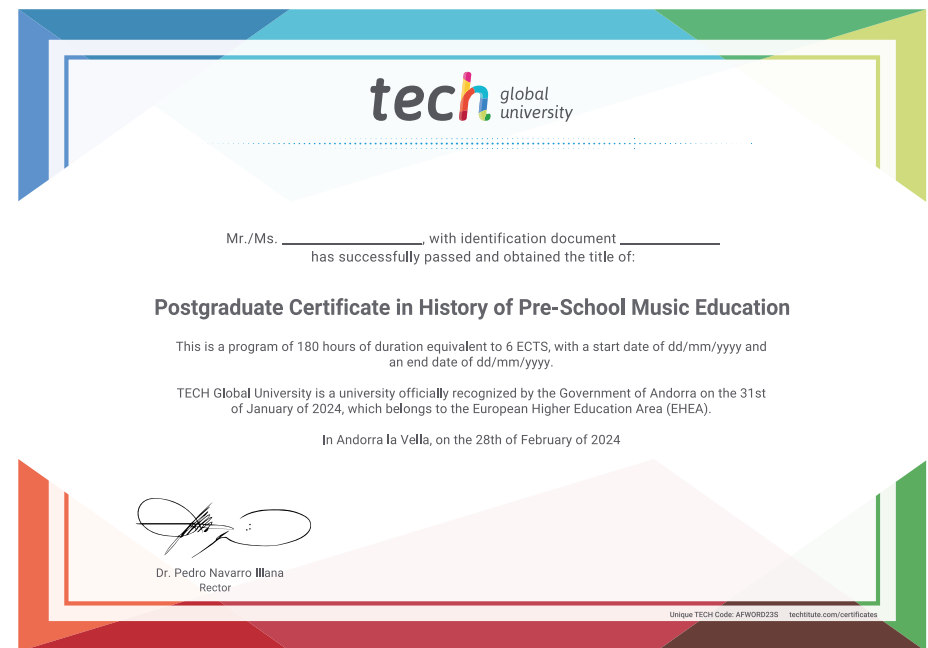 tech global university
Mr./Ms. ____________, with identification document ____________
has successfully passed and obtained the title of:
Postgraduate Certificate in History of Pre-School Music Education
This is a program of 180 hours of duration equivalent to 6 ECTS, with a start date of dd/mm/yyyy and
an end date of dd/mm/yyyy.
TECH Global University is a university officially recognized by the Government of Andorra on the 31st
of January of 2024, which belongs to the European Higher Education Area (EHEA).
In Andorra la Vella, on the 28th of February of 2024
Dr. Pedro Navarro Illana
Rector
Unique TECH Code: AFWORD23S techtitute.com/certificates